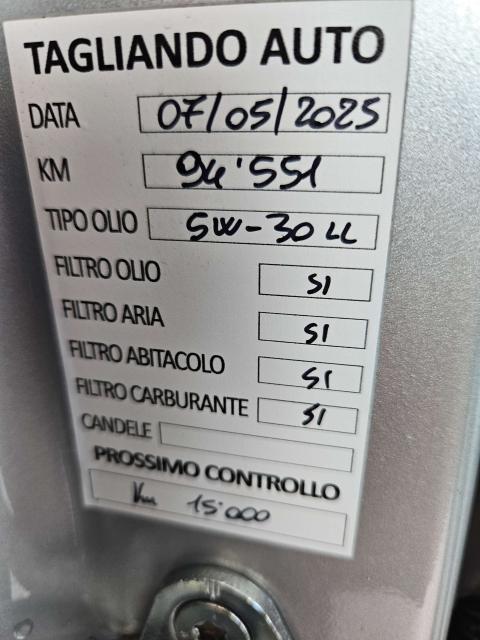 TAGLIANDO AUTO
DATA 07/05/2025
KM 94'551
TIPO OLIO 5W-30 LL
FILTRO OLIO SI
FILTRO ARIA SI
FILTRO ABITACOLO SI
FILTRO CARBURANTE SI
CANDELE
PROSSIMO CONTROLLO
Km 15'000